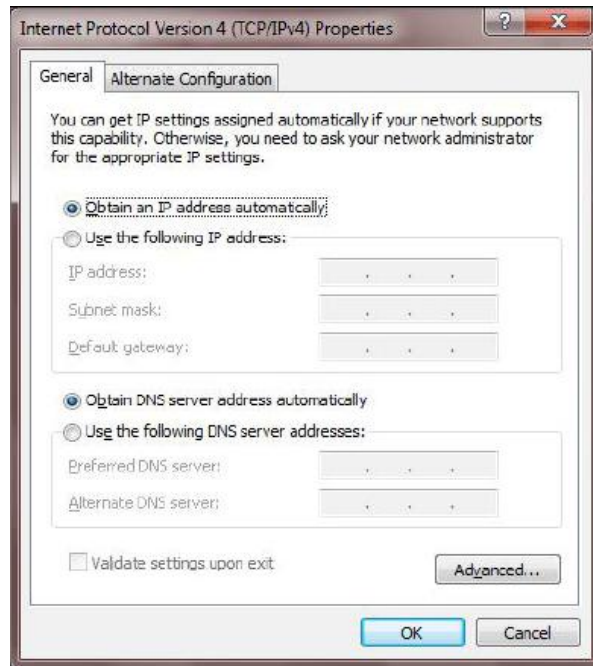 Internet Protocol Version 4 (TCP/IPv4) Properties
?
X
General
Alternate Configuration
You can get IP settings assigned automatically if your network supports
this capability. Otherwise, you need to ask your network administrator
for the appropriate IP settings.
Obtain an IP address automatically
Use the following IP address:
IP address:
. . .
Subnet mask:
. . .
Default gateway:
. . .
Obtain DNS server address automatically
Use the following DNS server addresses:
Preferred DNS server:
. . .
Alternate DNS server:
. . .
Validate settings upon exit
Advanced...
OK
Cancel